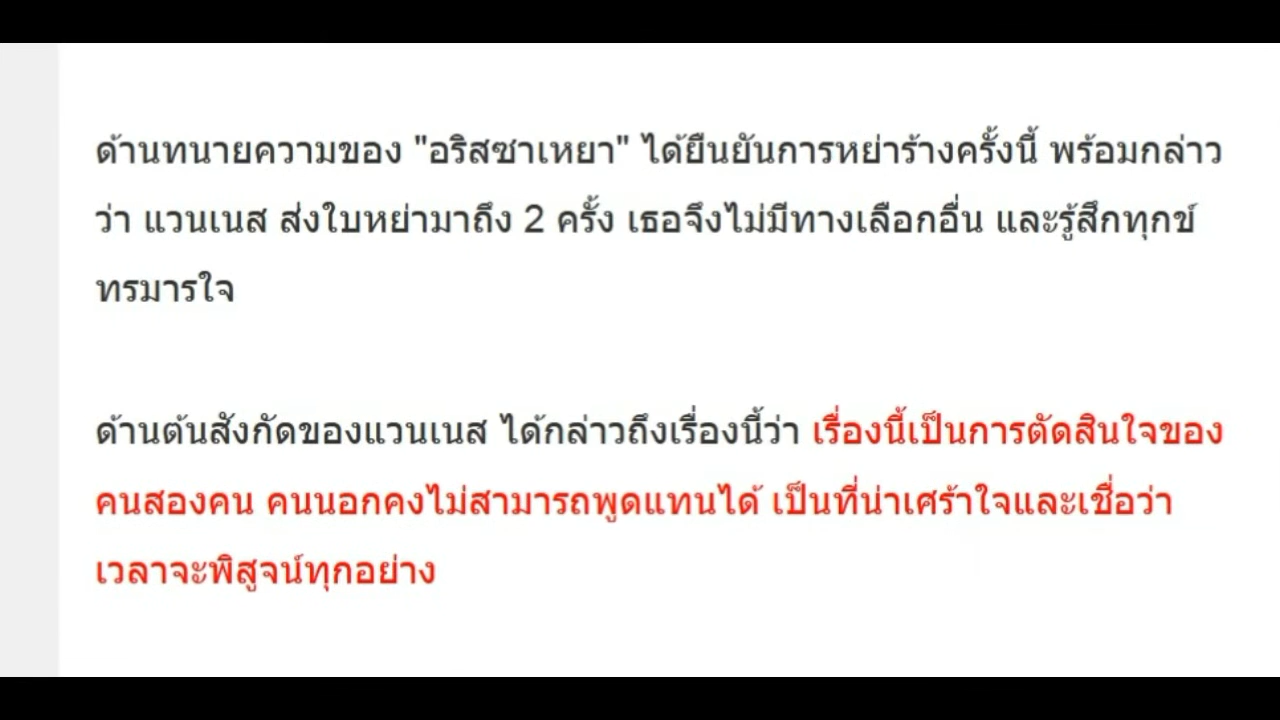 ด้านทนายความของ "อริสซาเหยา" ได้ยืนยันการหย่าร้างครั้งนี้ พร้อมกล่าว
ว่า แวนเนส ส่งใบหย่ามาถึง 2 ครั้ง เธอจึงไม่มีทางเลือกอื่น และรู้สึกทุกข์
ทรมารใจ
ด้านต้นสังกัดของแวนเนส ได้กล่าวถึงเรื่องนี้ว่า เรื่องนี้เป็นการตัดสินใจของ
คนสองคน คนนอกคงไม่สามารถพูดแทนได้ เป็นที่น่าเศร้าใจและเชื่อว่า
เวลาจะพิสูจน์ทุกอย่าง